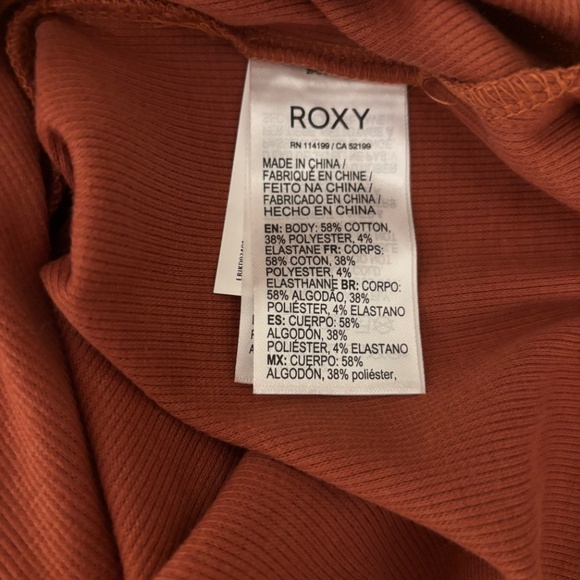 ROXY
RN 114199 / CA 52199
MADE IN CHINA /
FABRIQUÉ EN CHINE /
FEITO NA CHINA /
FABRICADO EN CHINA /
HECHO EN CHINA
EN: BODY: 58% COTTON,
38% POLYESTER, 4%
ELASTANE FR: CORPS:
58% COTON, 38%
POLYESTER, 4%
ELASTHANNE BR: CORPO:
58% ALGODÃO, 38%
POLIÉSTER, 4% ELASTANO
ES: CUERPO: 58%
ALGODÓN, 38%
POLIÉSTER, 4% ELASTANO
MX: CUERPO: 58%
ALGODÓN, 38% poliéster,